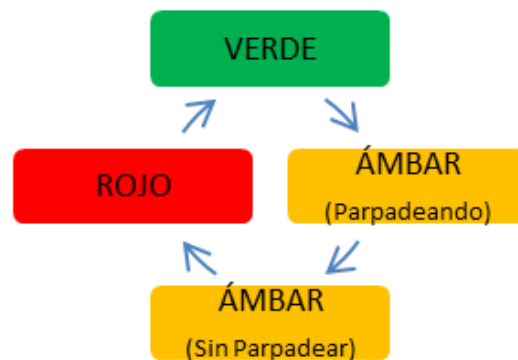 VERDE
ROJO
ÁMBAR
(Parpadeando)
ÁMBAR
(Sin Parpadear)